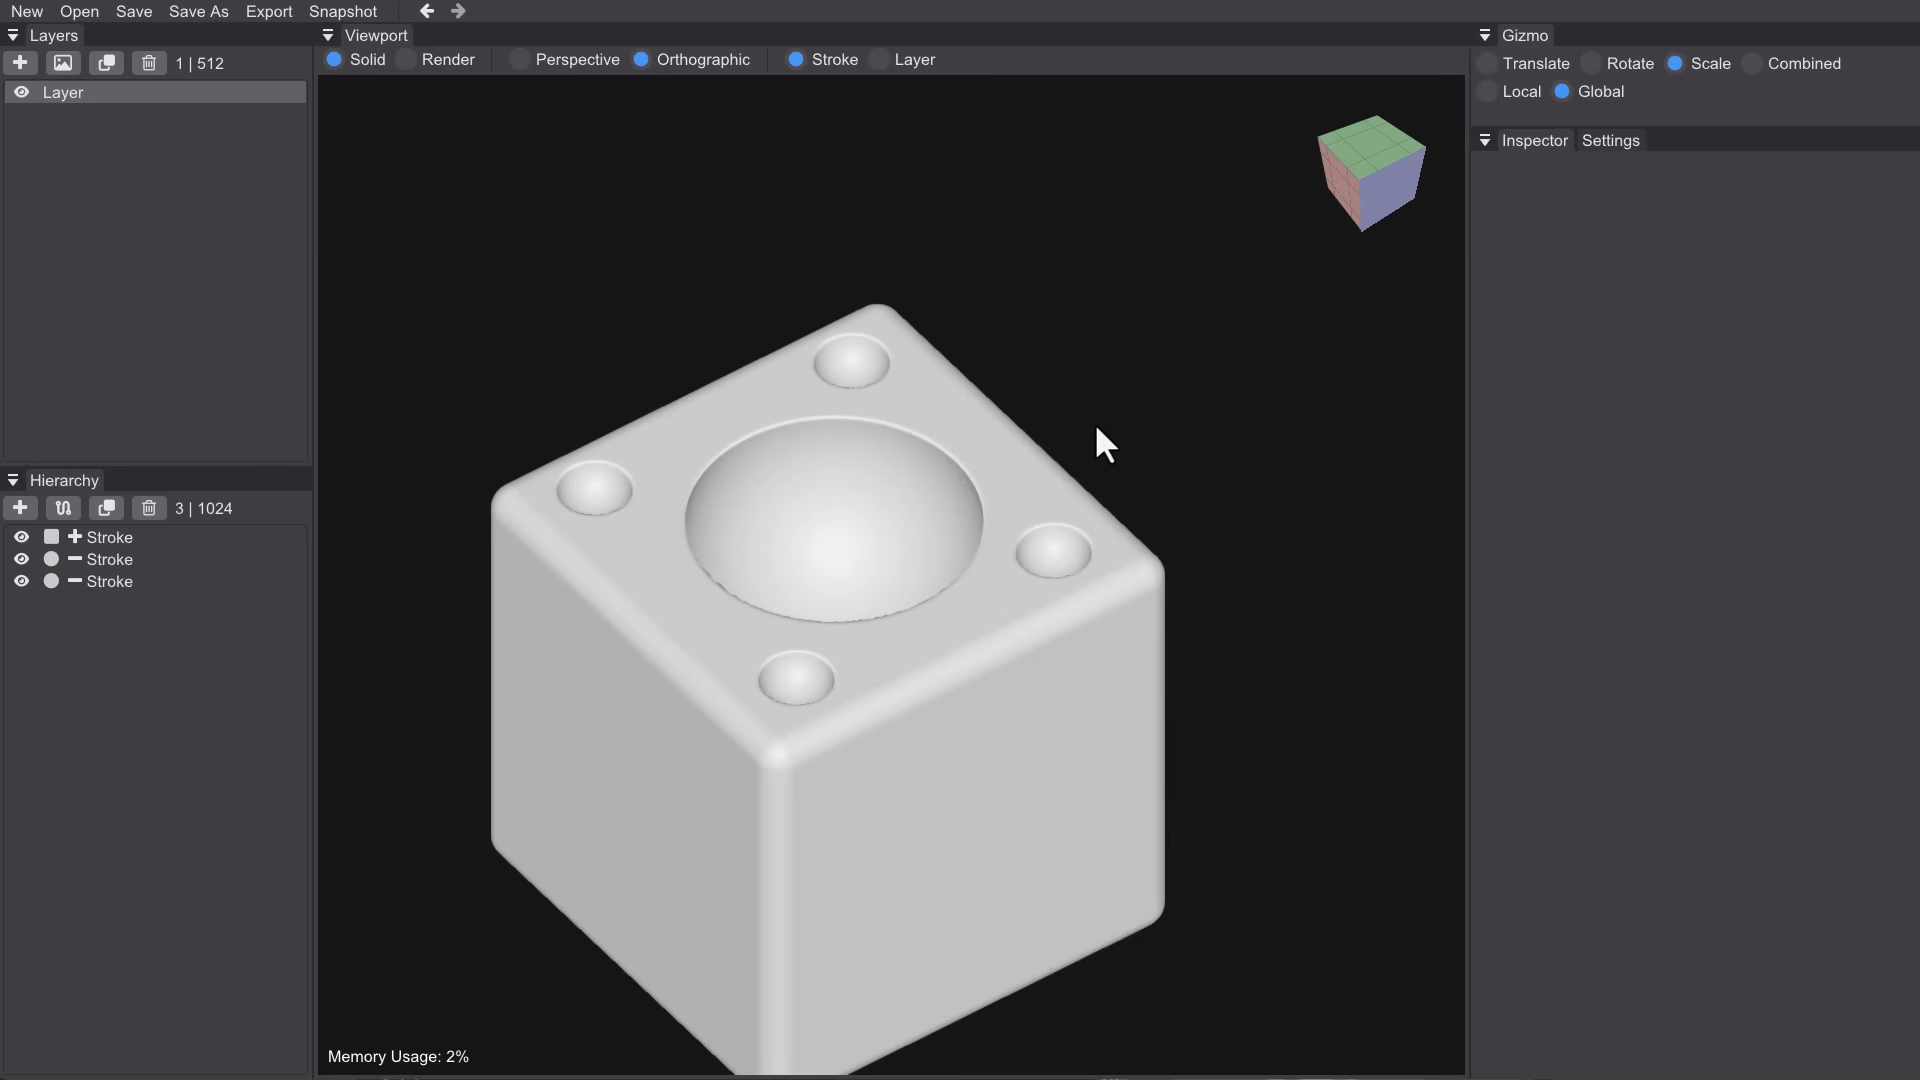 New Open Save Save As Export Snapshot
Layers
1 | 512
Layer
Hierarchy
3 | 1024
Stroke
Stroke
Stroke
Viewport
Solid Render Perspective Orthographic Stroke Layer
Memory Usage: 2%
Gizmo
Translate Rotate Scale Combined
Local Global
Inspector Settings